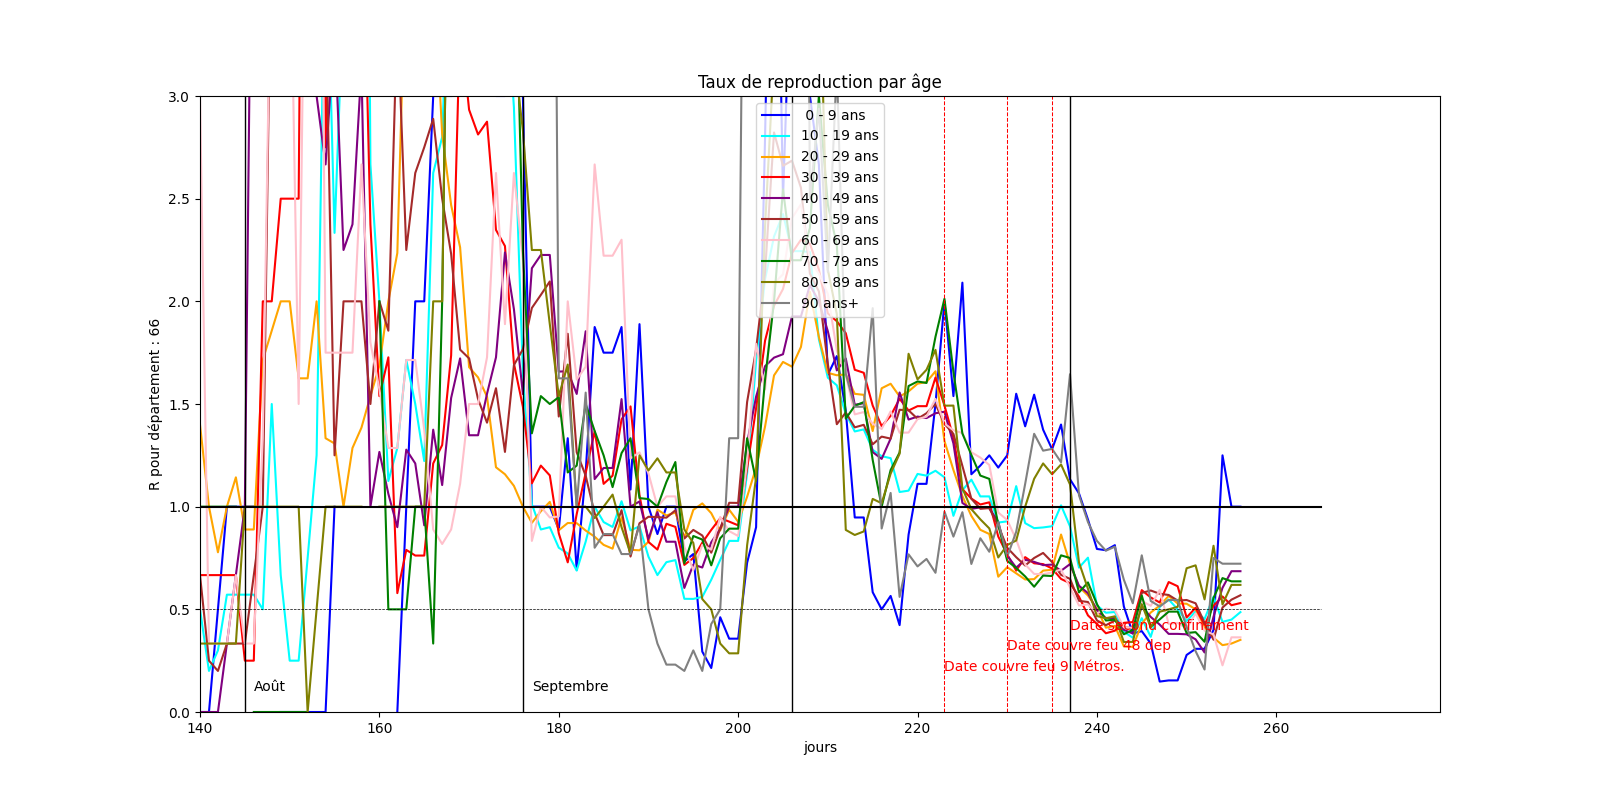 Taux de reproduction par âge
R pour département : 66
3.0
2.5
2.0
1.5
1.0
0.5
0.0
0 - 9 ans
10 - 19 ans
20 - 29 ans
30 - 39 ans
40 - 49 ans
50 - 59 ans
60 - 69 ans
70 - 79 ans
80 - 89 ans
90 ans+
Date second confinement
Date couvre feu 48 dep
Date couvre feu 9 Métros.
Août
Septembre
140 160 180 200 220 240 260
jours